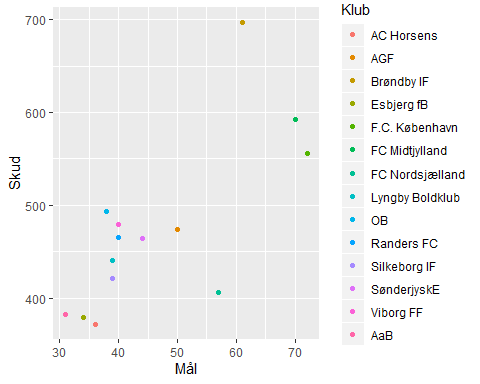 Klub
AC Horsens
AGF
Brøndby IF
Esbjerg fB
F.C. København
FC Midtjylland
FC Nordsjælland
Lyngby Boldklub
OB
Randers FC
Silkeborg IF
SønderjyskE
Viborg FF
AaB
Skud
700
600
500
400
30 40 50 60 70
Mål